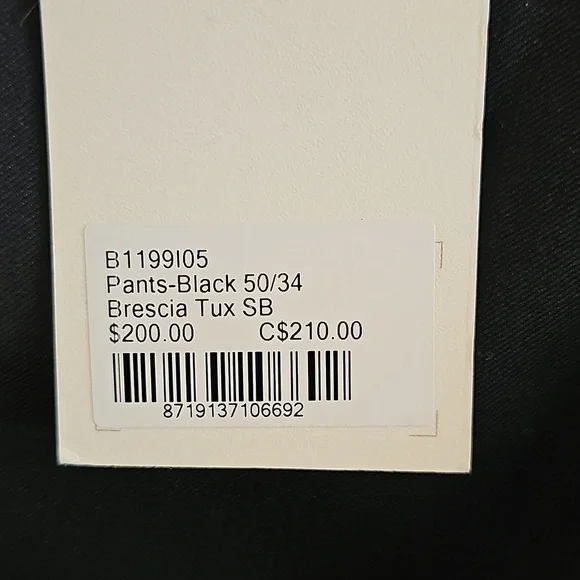 B1199I05
Pants-Black 50/34
Brescia Tux SB
$200.00 C$210.00
8719137106692